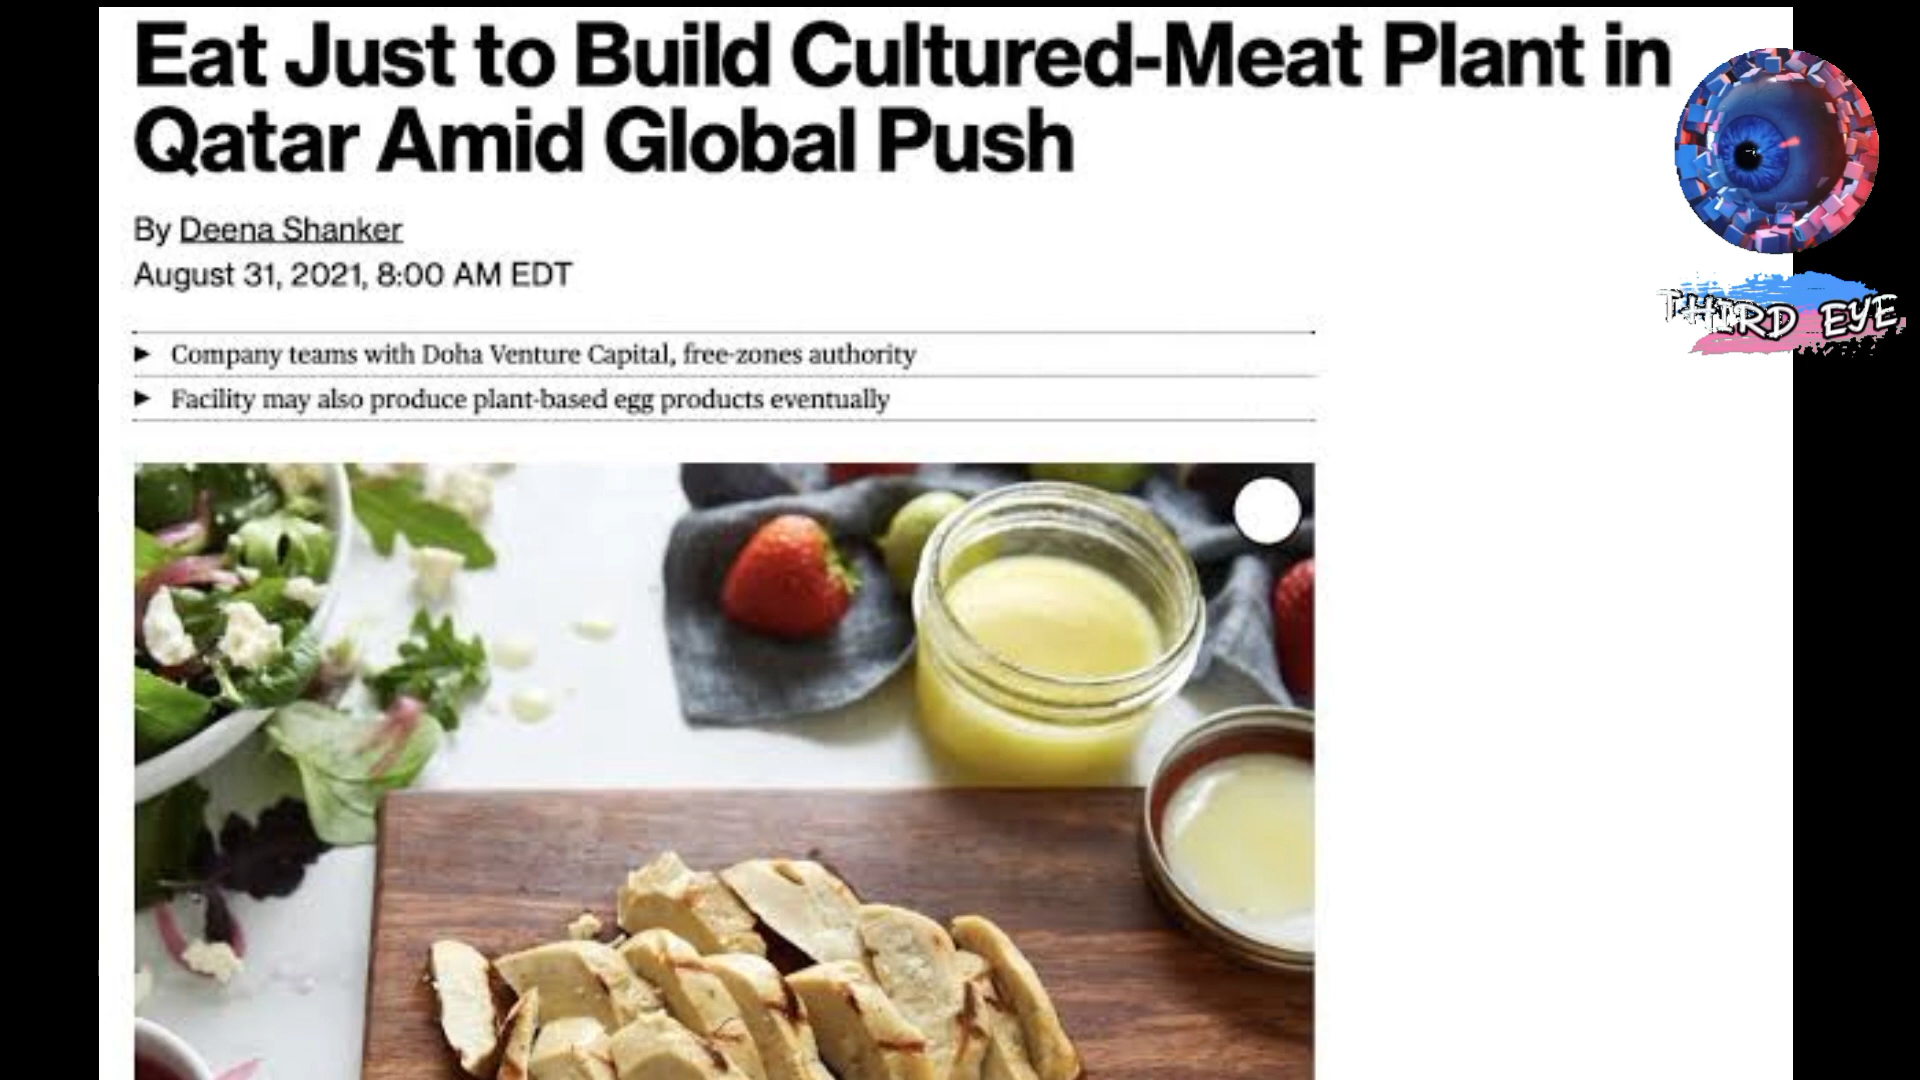 Eat Just to Build Cultured-Meat Plant in
Qatar Amid Global Push
By Deena Shanker
August 31, 2021, 8:00 AM EDT
Company teams with Doha Venture Capital, free-zones authority
Facility may also produce plant-based egg products eventually
THIRD EYE